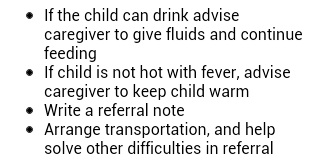 • If the child can drink advise
caregiver to give fluids and continue
feeding
• If child is not hot with fever, advise
caregiver to keep child warm
• Write a referral note
• Arrange transportation, and help
solve other difficulties in referral